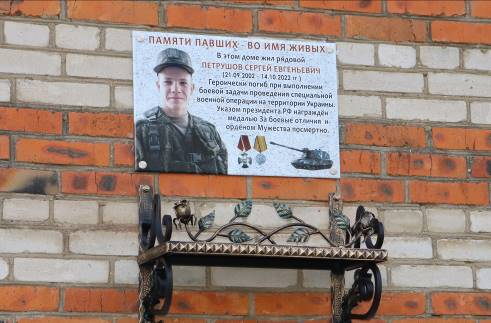 ПАМЯТИ ПАВШИХ - ВО ИМЯ ЖИВЫХ
В этом доме жил рядовой
ПЕТРУШОВ СЕРГЕЙ ЕВГЕНЬЕВИЧ
(21.09.2002 - 14.10.2022 гг)
Героически погиб при выполнении
боевой задачи проведения специальной
военной операции на территории Украины.
Указом президента РФ награждён
медалью За боевые отличия и
орденом Мужества посмертно.